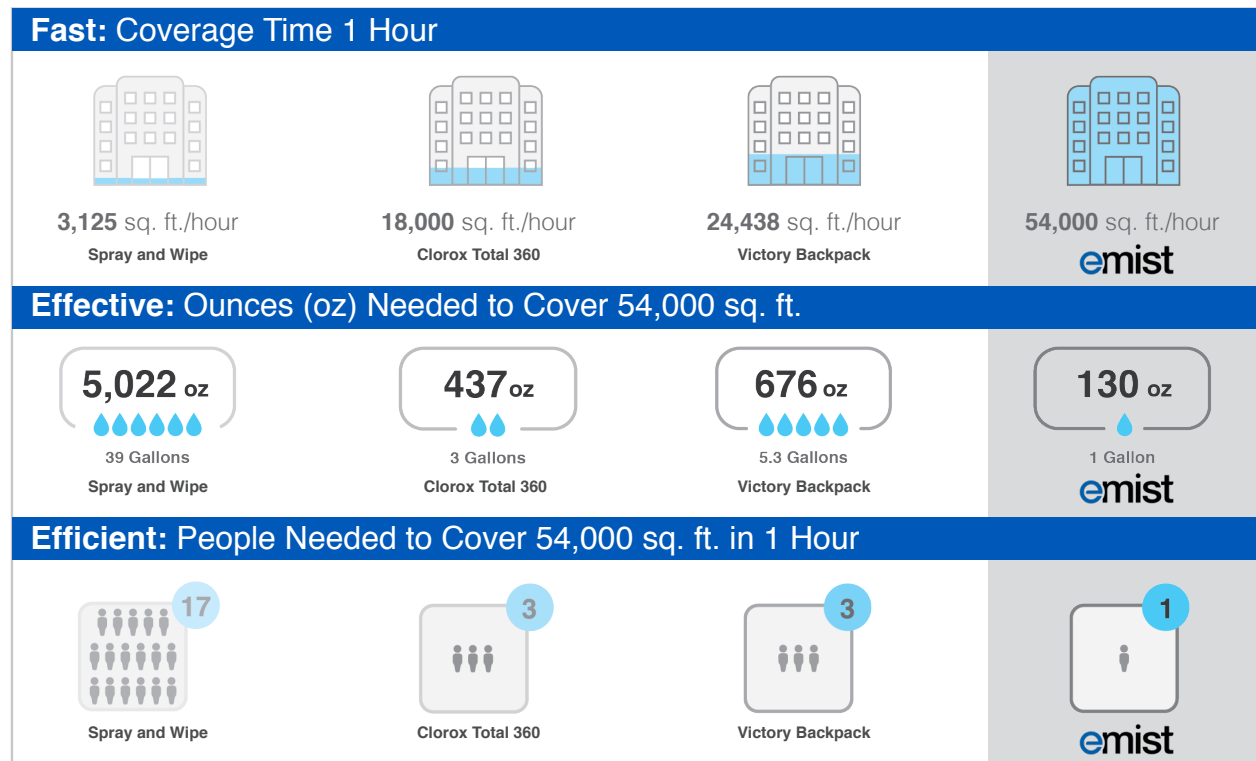 Fast: Coverage Time 1 Hour
3,125 sq. ft./hour
18,000 sq. ft./hour
24,438 sq. ft./hour
54,000 sq. ft./hour
Spray and Wipe
Clorox Total 360
Victory Backpack
emist
Effective: Ounces (oz) Needed to Cover 54,000 sq. ft.
5,022 oz
437oz
676 oz
130 oz
39 Gallons
3 Gallons
5.3 Gallons
1 Gallon
Spray and Wipe
Clorox Total 360
Victory Backpack
emist
Efficient: People Needed to Cover 54,000 sq. ft. in 1 Hour
17
3
3
1
Spray and Wipe
Clorox Total 360
Victory Backpack
emist